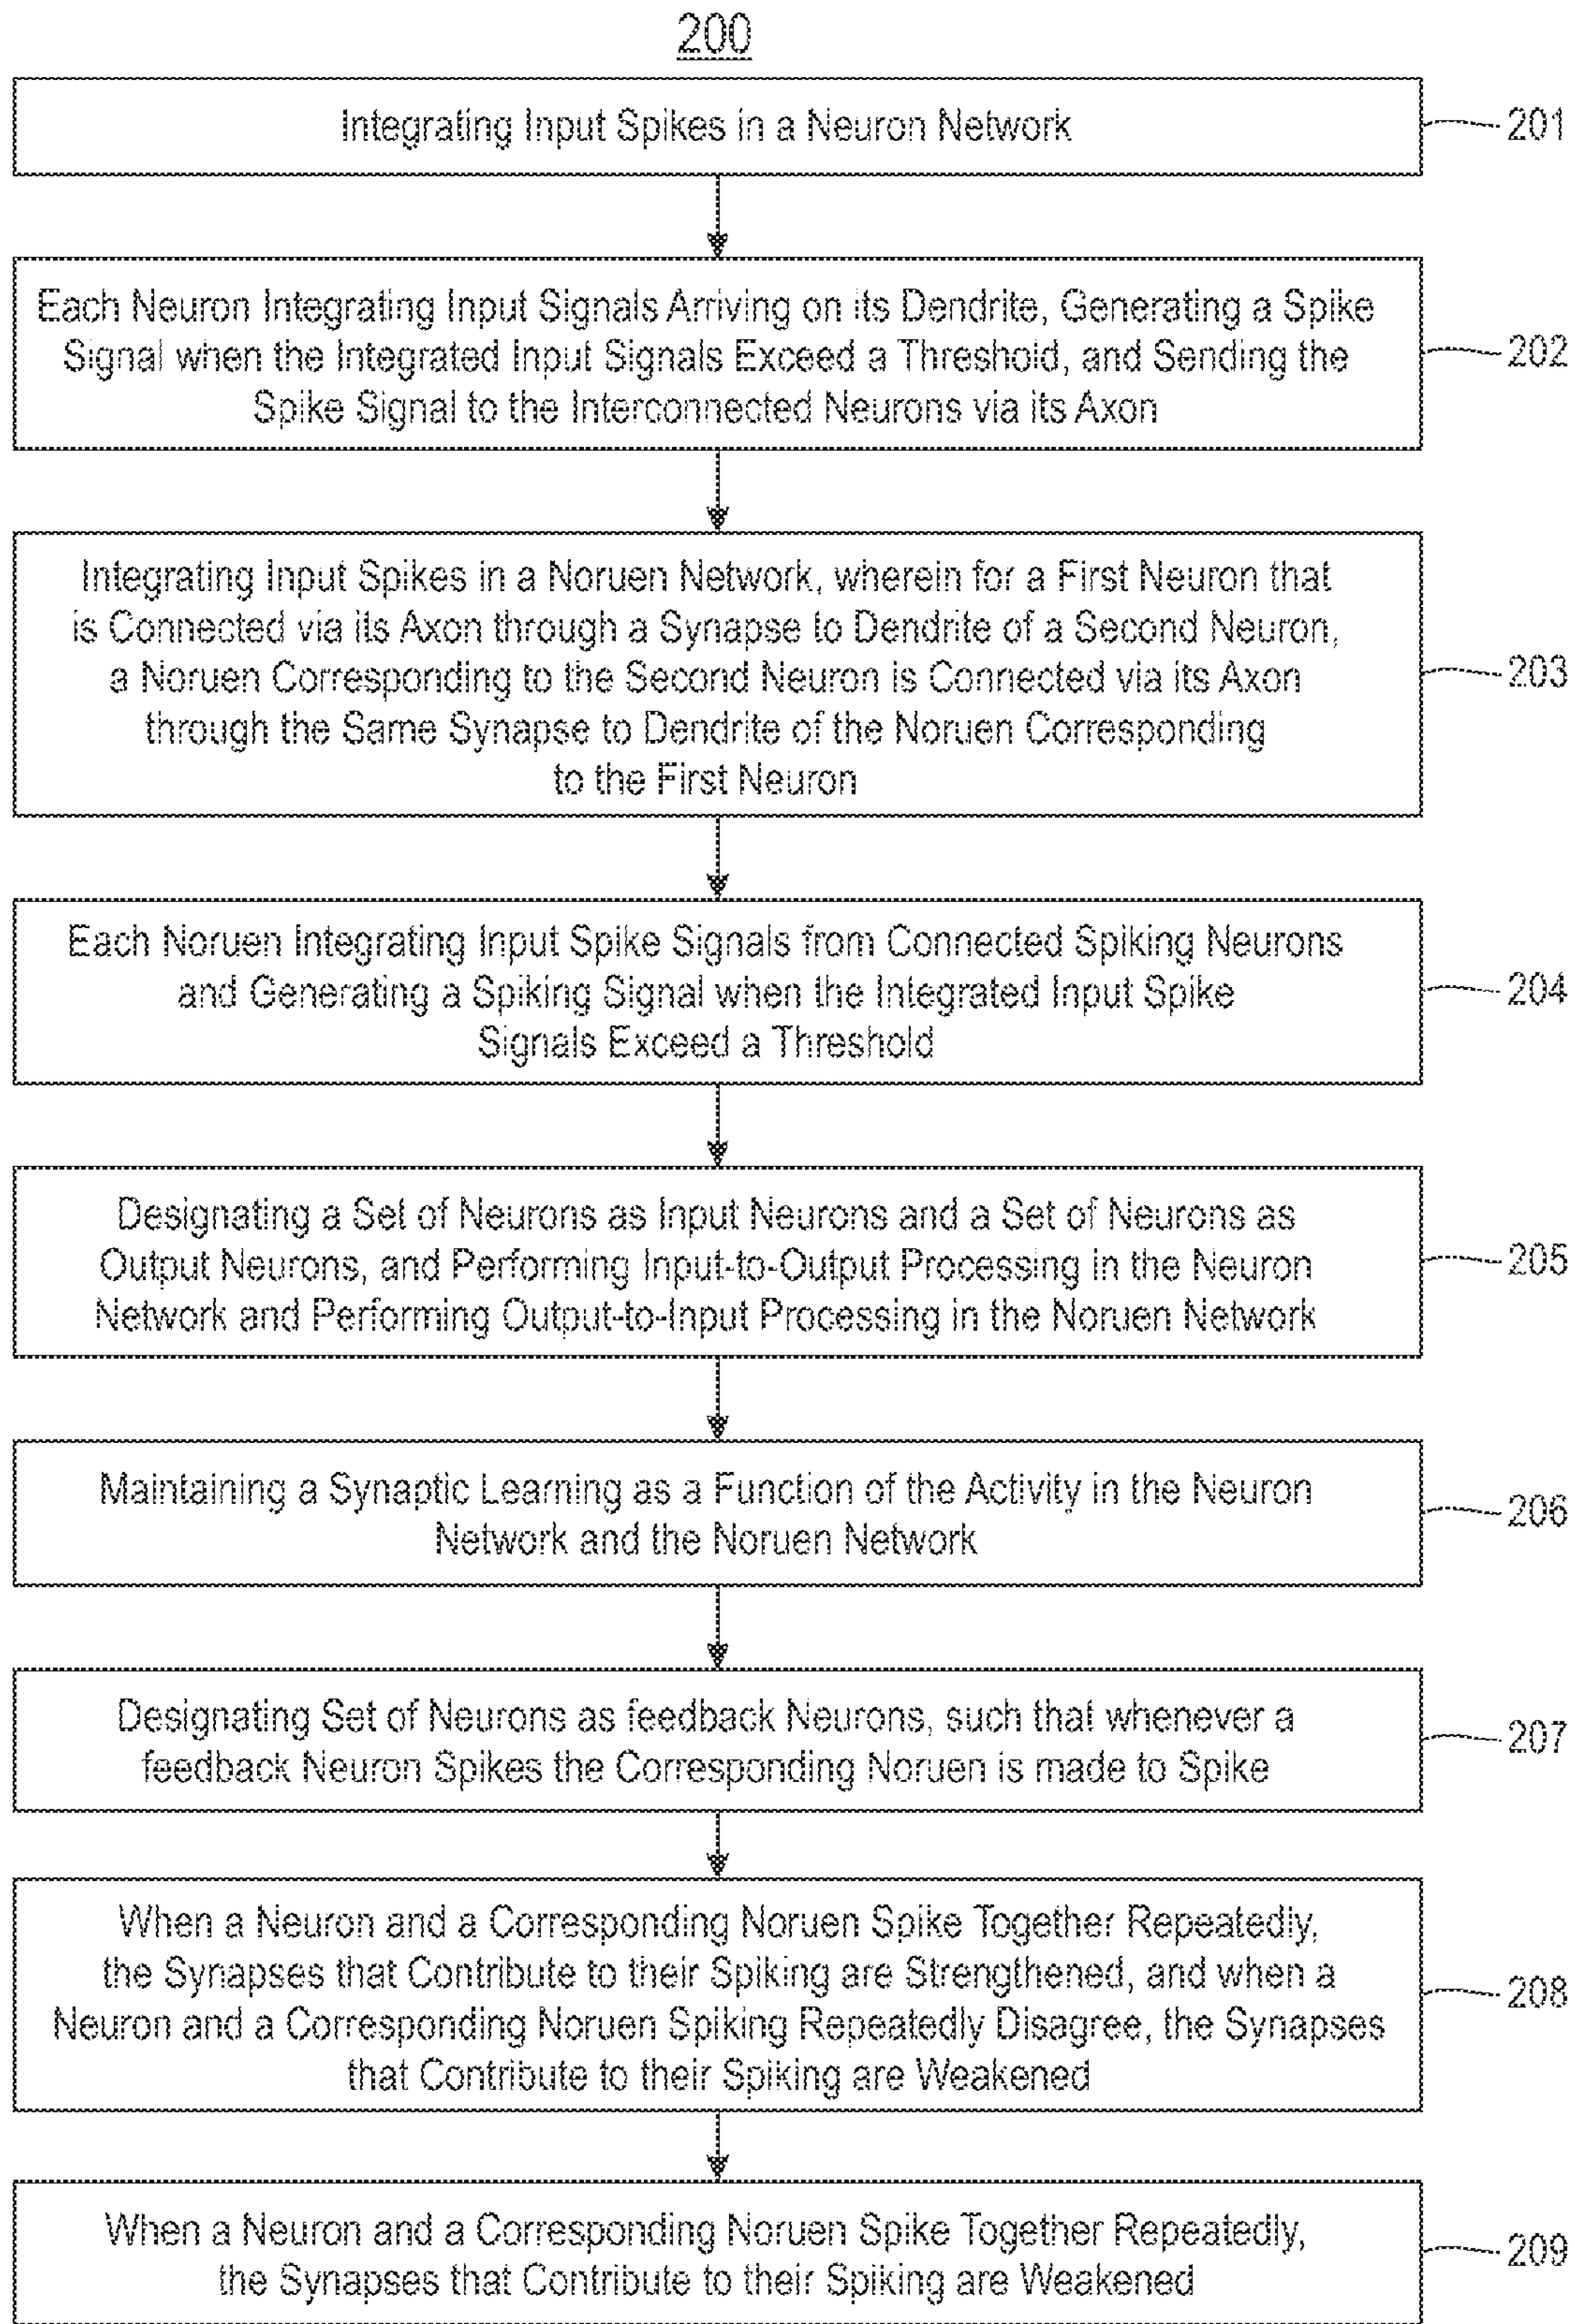 200
Integrating Input Spikes in a Neuron Network
201
Each Neuron Integrating Input Signals Arriving on its Dendrite, Generating a Spike
Signal when the Integrated Input Signals Exceed a Threshold, and Sending the
Spike Signal to the Interconnected Neurons via its Axon
202
Integrating Input Spikes in a Noruen Network, wherein for a First Neuron that
is Connected via its Axon through a Synapse to Dendrite of a Second Neuron,
a Noruen Corresponding to the Second Neuron is Connected via its Axon
through the Same Synapse to Dendrite of the Noruen Corresponding
to the First Neuron
203
Each Noruen Integrating Input Spike Signals from Connected Spiking Neurons
and Generating a Spiking Signal when the Integrated Input Spike
Signals Exceed a Threshold
204
Designating a Set of Neurons as Input Neurons and a Set of Neurons as
Output Neurons, and Performing Input-to-Output Processing in the Neuron
Network and Performing Output-to-Input Processing in the Noruen Network
205
Maintaining a Synaptic Learning as a Function of the Activity in the Neuron
Network and the Noruen Network
206
Designating Set of Neurons as feedback Neurons, such that whenever a
feedback Neuron Spikes the Corresponding Noruen is made to Spike
207
When a Neuron and a Corresponding Noruen Spike Together Repeatedly,
the Synapses that Contribute to their Spiking are Strengthened, and when a
Neuron and a Corresponding Noruen Spiking Repeatedly Disagree, the Synapses
that Contribute to their Spiking are Weakened
208
When a Neuron and a Corresponding Noruen Spike Together Repeatedly,
the Synapses that Contribute to their Spiking are Weakened
209